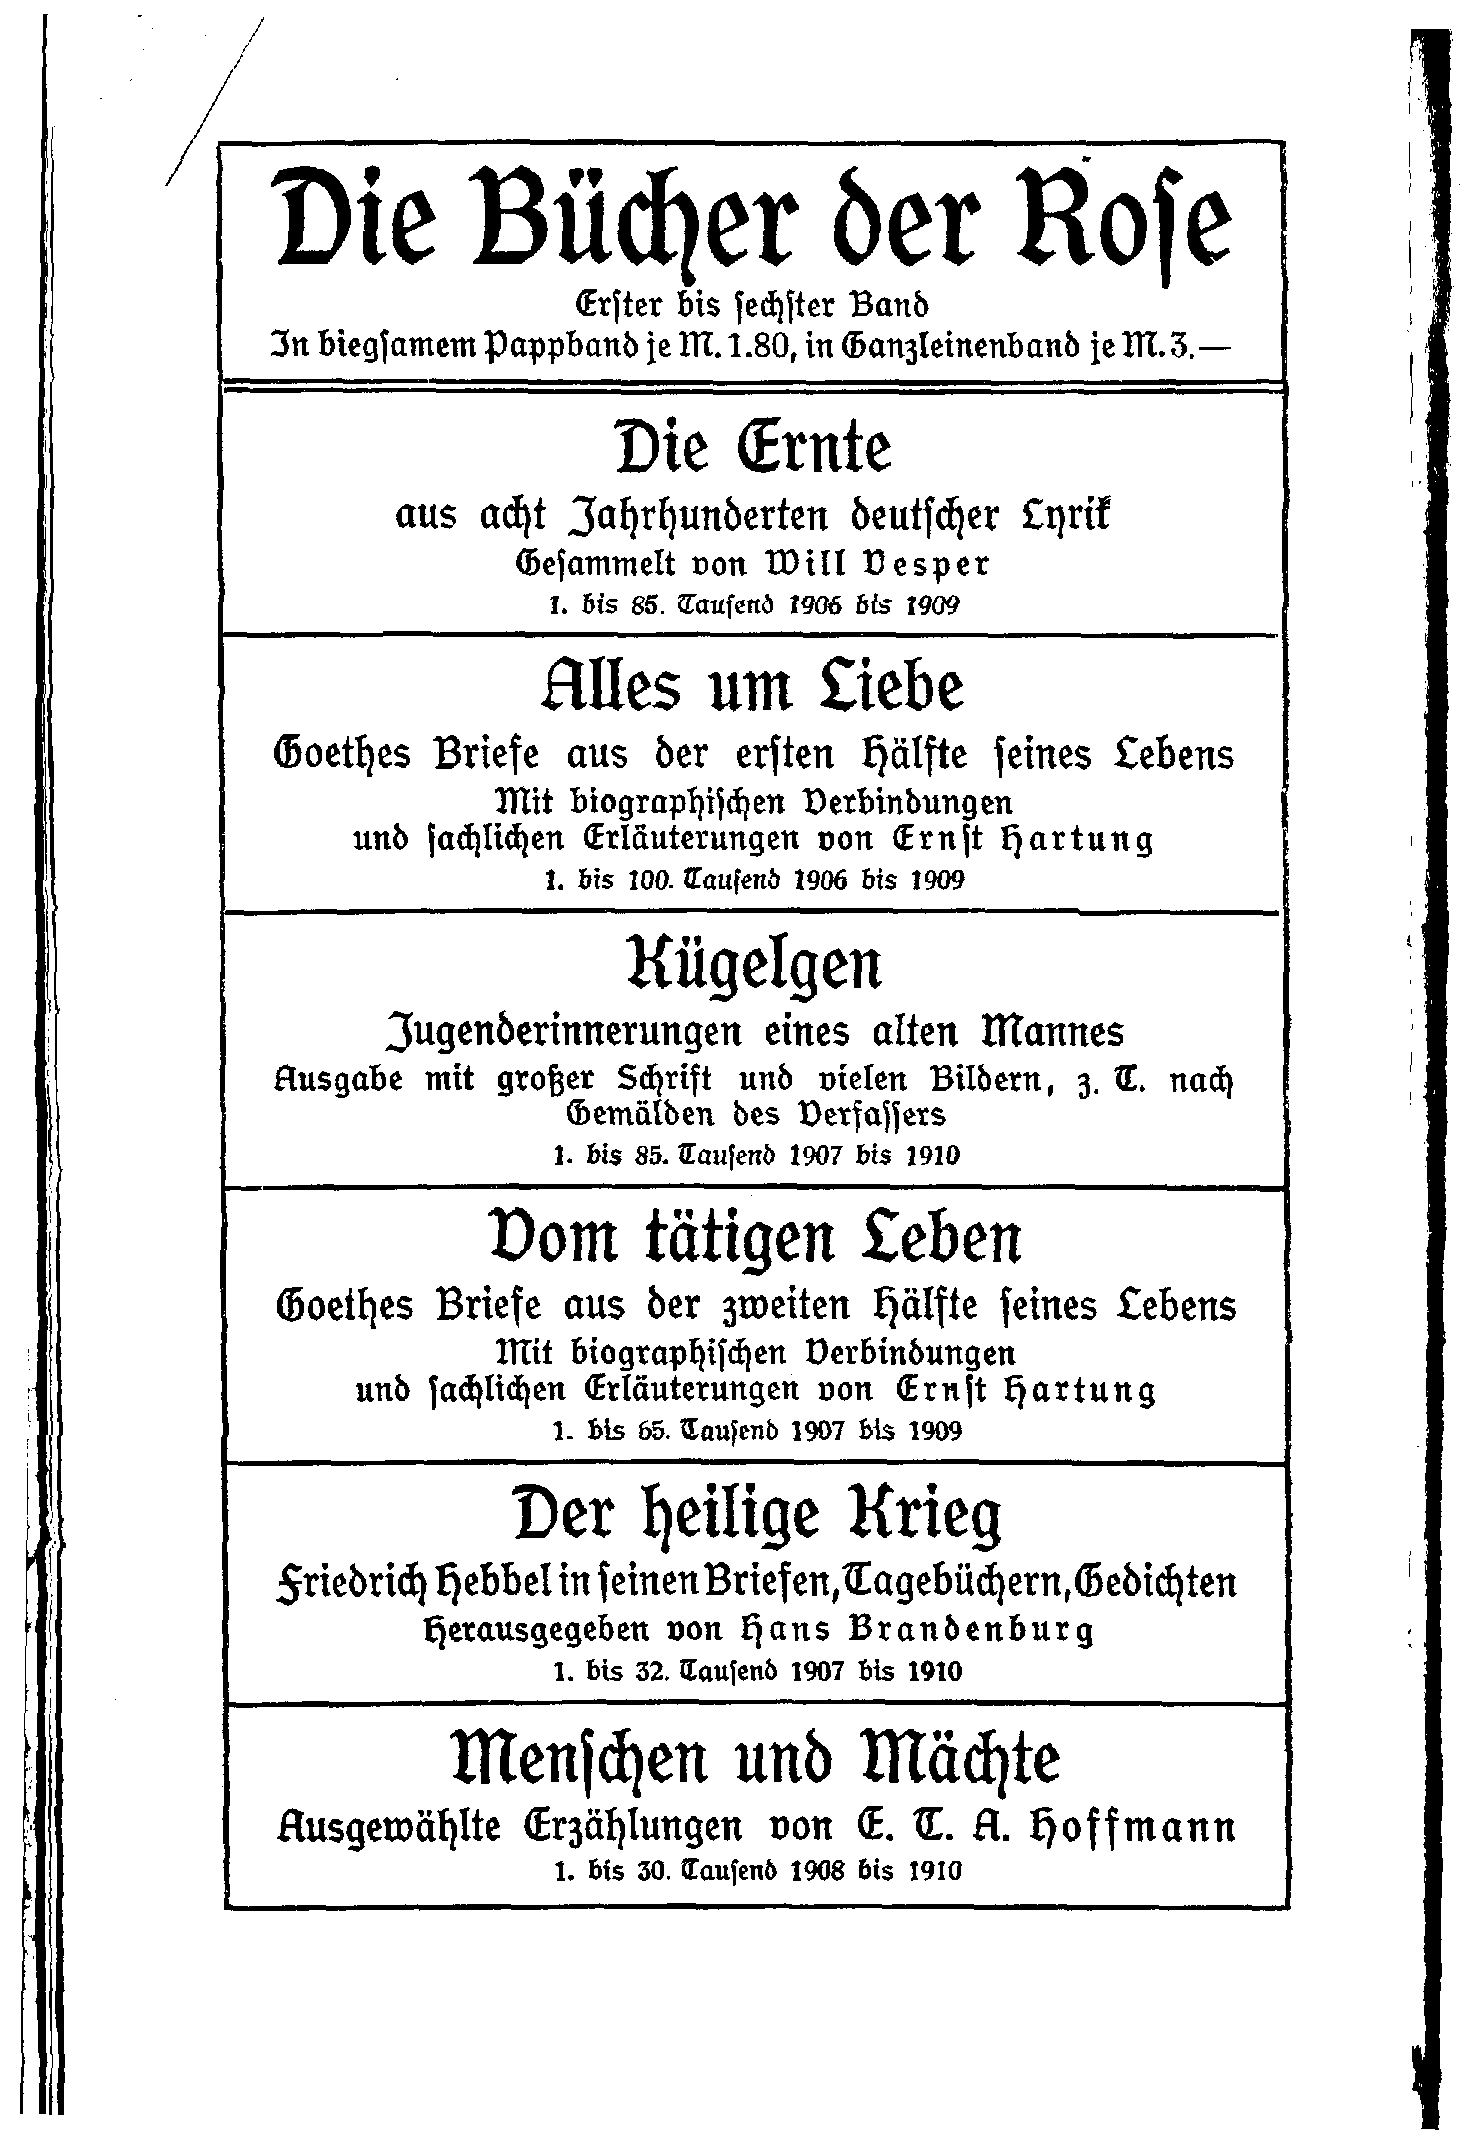 Die Bücher der Rose
Erster bis sechster Band
In biegsamem Pappband je M. 1.80, in Ganzleinenband je M. 3.—
Die Ernte
aus acht Jahrhunderten deutscher Lyrik
Gesammelt von Will Vesper
1. bis 85. Tausend 1906 bis 1909
Alles um Liebe
Goethes Briefe aus der ersten Hälfte seines Lebens
Mit biographischen Verbindungen
und sachlichen Erläuterungen von Ernst Hartung
1. bis 100. Tausend 1906 bis 1909
Kügelgen
Jugenderinnerungen eines alten Mannes
Ausgabe mit großer Schrift und vielen Bildern, z. T. nach
Gemälden des Verfassers
1. bis 85. Tausend 1907 bis 1910
Vom tätigen Leben
Goethes Briefe aus der zweiten Hälfte seines Lebens
Mit biographischen Verbindungen
und sachlichen Erläuterungen von Ernst Hartung
1. bis 65. Tausend 1907 bis 1909
Der heilige Krieg
Friedrich Hebbel in seinen Briefen, Tagebüchern, Gedichten
Herausgegeben von Hans Brandenburg
1. bis 32. Tausend 1907 bis 1910
Menschen und Mächte
Ausgewählte Erzählungen von E. T. A. Hoffmann
1. bis 30. Tausend 1908 bis 1910